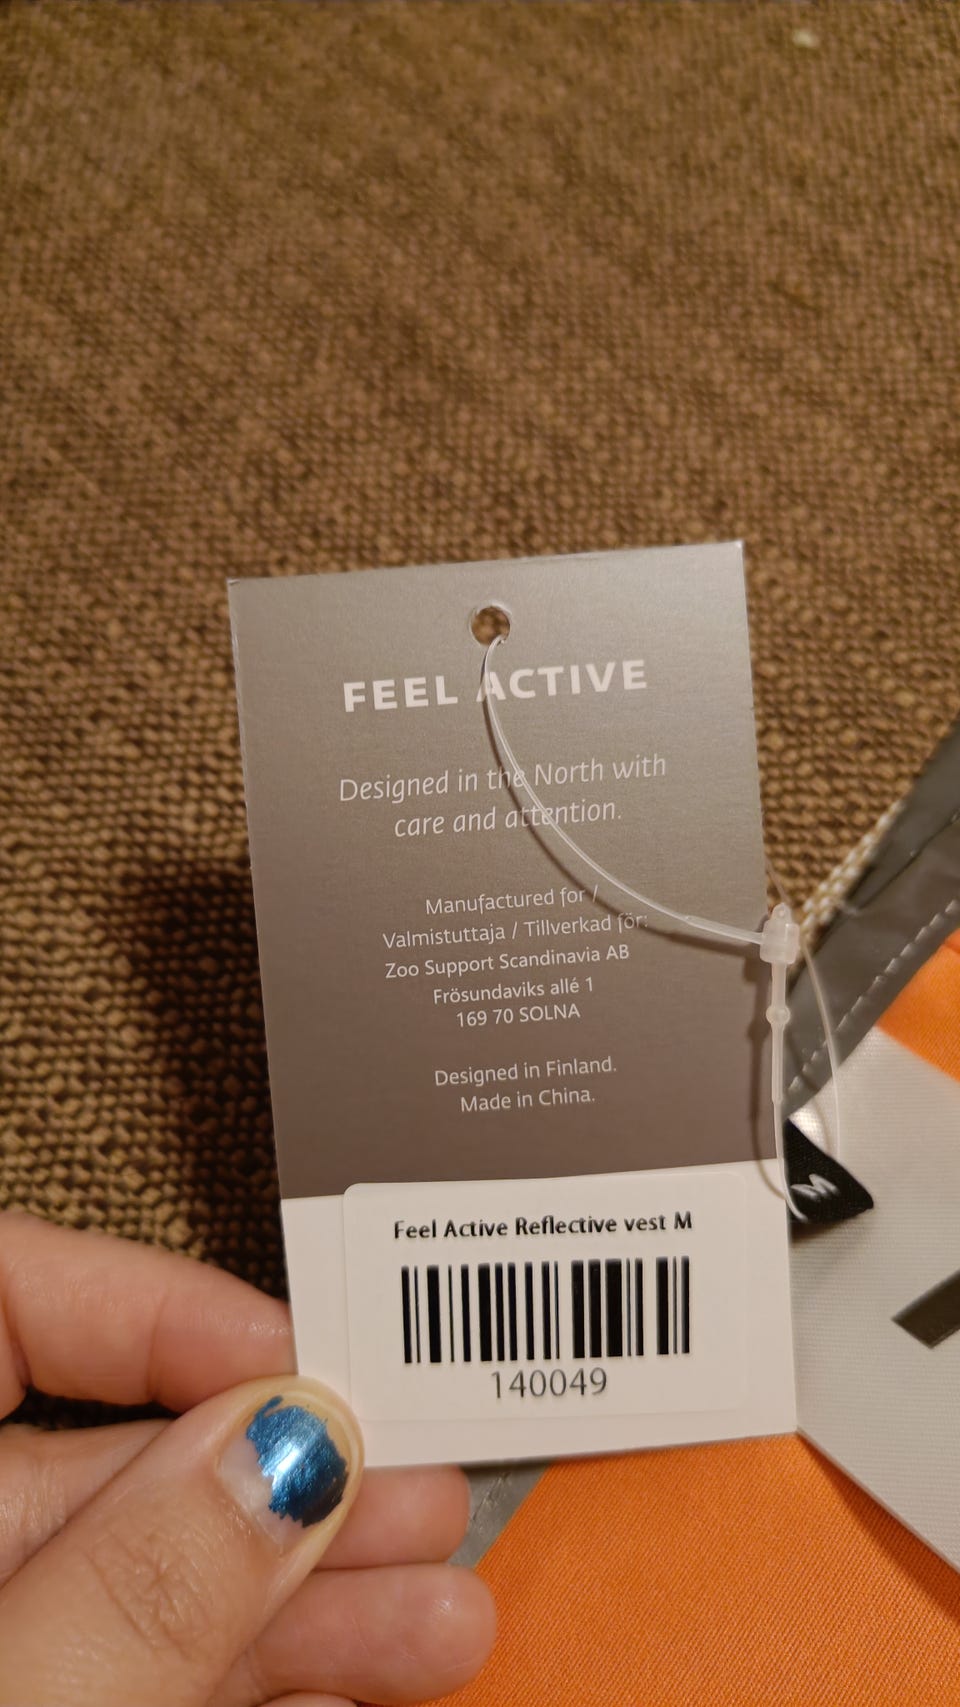 FEEL ACTIVE
Designed in the North with
care and attention.
Manufactured for /
Valmistuttaja / Tillverkad för:
Zoo Support Scandinavia AB
Frösundaviks allé 1
169 70 SOLNA
Designed in Finland.
Made in China.
Feel Active Reflective vest M
140049
M